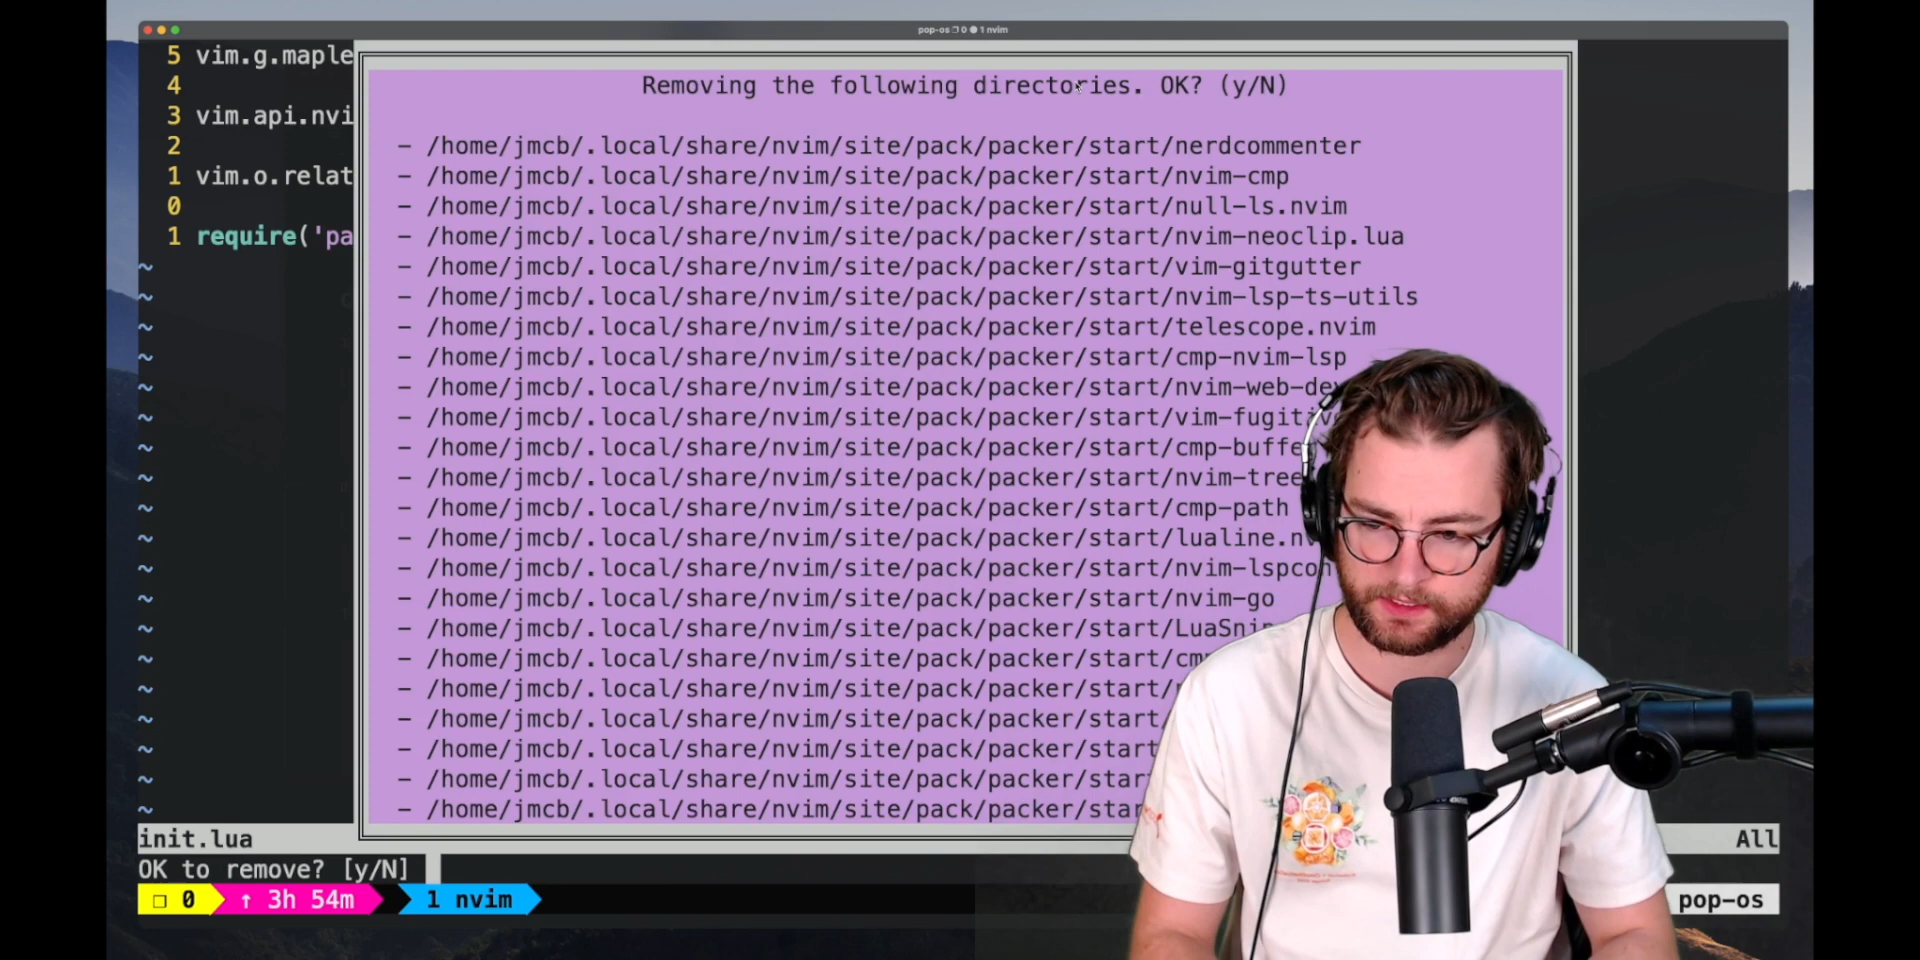 pop-os ❐ 0 ● 1 nvim
5 vim.g.maple
4
3 vim.api.nvi
2
1 vim.o.relat
0
1 require('pa
Removing the following directories. OK? (y/N)
- /home/jmcb/.local/share/nvim/site/pack/packer/start/nerdcommenter
- /home/jmcb/.local/share/nvim/site/pack/packer/start/nvim-cmp
- /home/jmcb/.local/share/nvim/site/pack/packer/start/null-ls.nvim
- /home/jmcb/.local/share/nvim/site/pack/packer/start/nvim-neoclip.lua
- /home/jmcb/.local/share/nvim/site/pack/packer/start/vim-gitgutter
- /home/jmcb/.local/share/nvim/site/pack/packer/start/nvim-lsp-ts-utils
- /home/jmcb/.local/share/nvim/site/pack/packer/start/telescope.nvim
- /home/jmcb/.local/share/nvim/site/pack/packer/start/cmp-nvim-lsp
- /home/jmcb/.local/share/nvim/site/pack/packer/start/nvim-web-de
- /home/jmcb/.local/share/nvim/site/pack/packer/start/vim-fugitiv
- /home/jmcb/.local/share/nvim/site/pack/packer/start/cmp-buffe
- /home/jmcb/.local/share/nvim/site/pack/packer/start/nvim-tree
- /home/jmcb/.local/share/nvim/site/pack/packer/start/cmp-path
- /home/jmcb/.local/share/nvim/site/pack/packer/start/lualine.nv
- /home/jmcb/.local/share/nvim/site/pack/packer/start/nvim-lspcon
- /home/jmcb/.local/share/nvim/site/pack/packer/start/nvim-go
- /home/jmcb/.local/share/nvim/site/pack/packer/start/LuaSnip
- /home/jmcb/.local/share/nvim/site/pack/packer/start/cm
- /home/jmcb/.local/share/nvim/site/pack/packer/start/
- /home/jmcb/.local/share/nvim/site/pack/packer/start/
- /home/jmcb/.local/share/nvim/site/pack/packer/start
- /home/jmcb/.local/share/nvim/site/pack/packer/star
- /home/jmcb/.local/share/nvim/site/pack/packer/star
init.lua All
OK to remove? [y/N]
❐ 0 ↑ 3h 54m 1 nvim pop-os